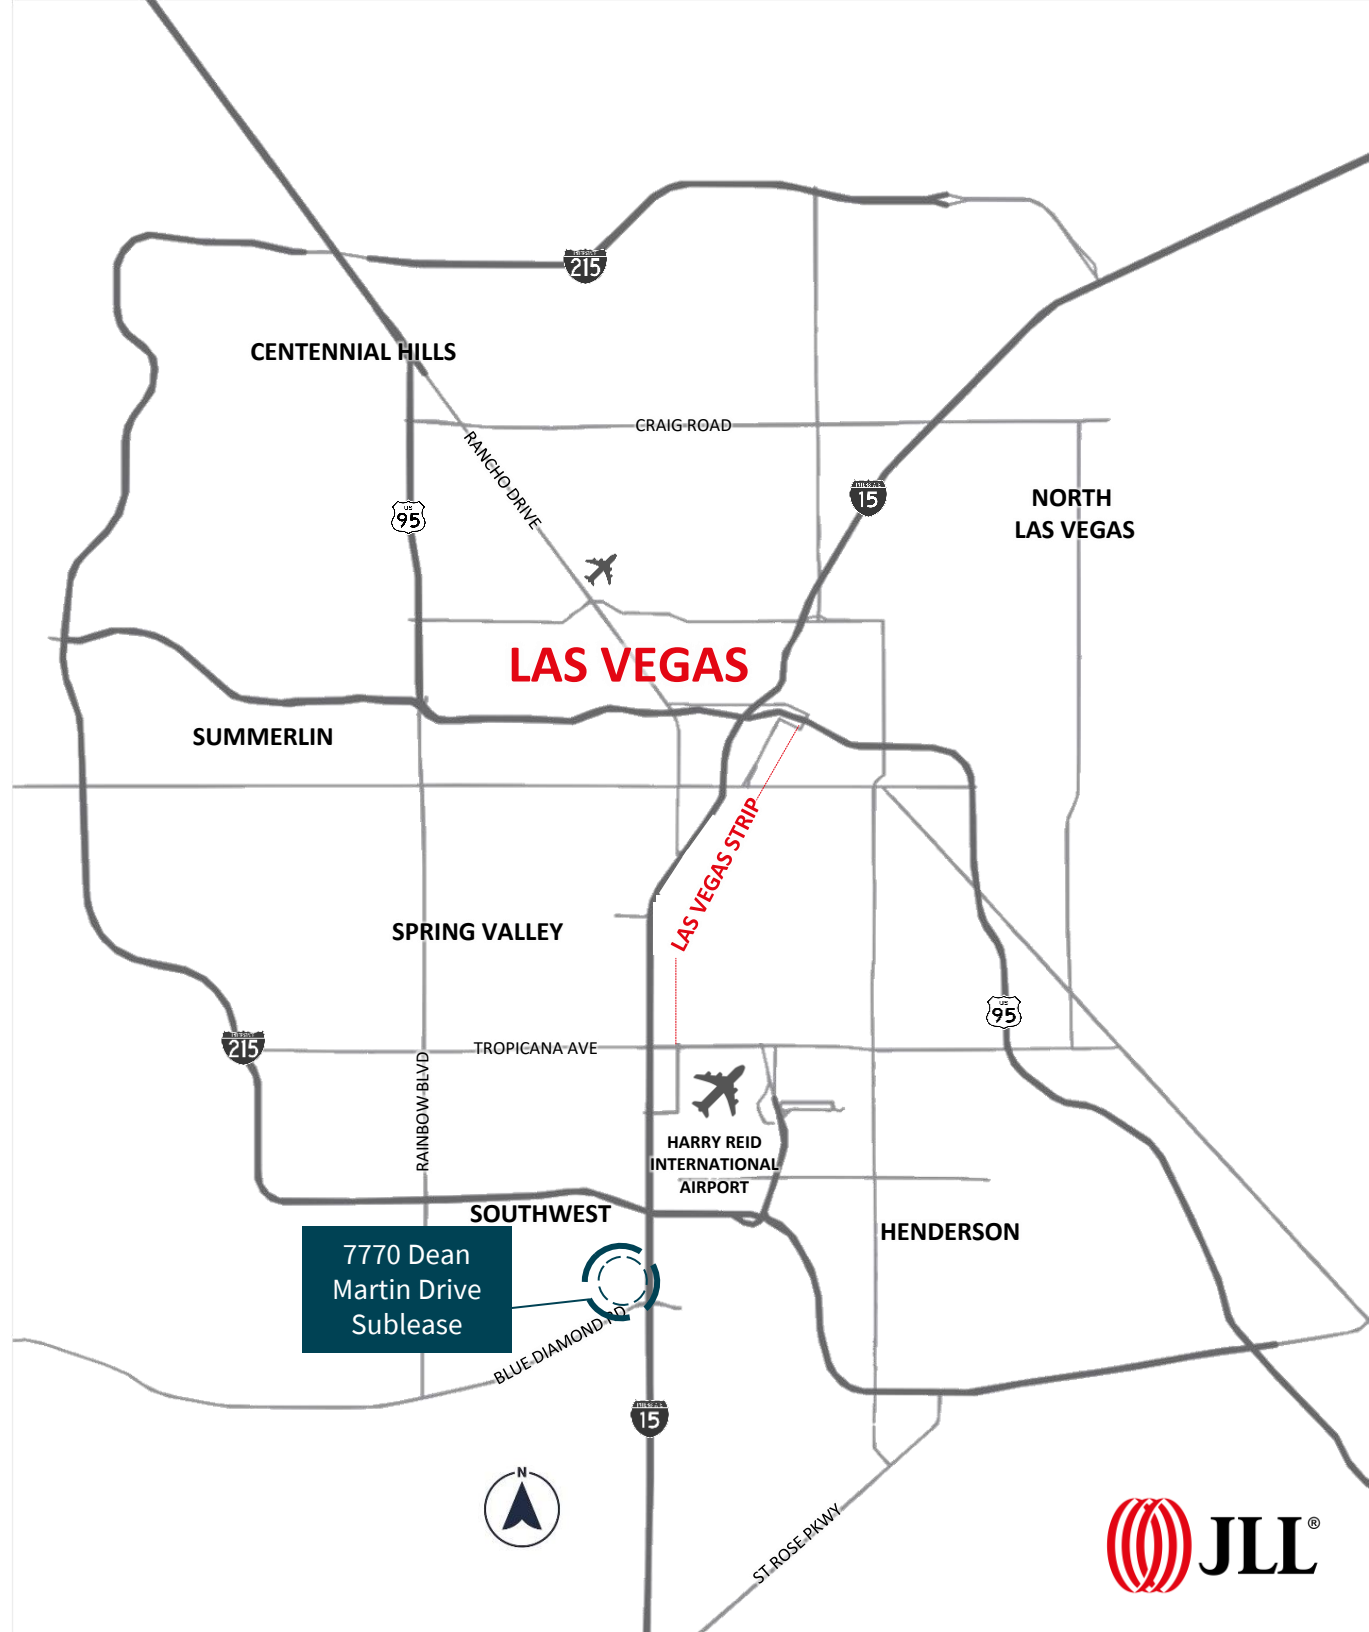 215
CENTENNIAL HILLS
CRAIG ROAD
RANCHO DRIVE
15
NORTH
LAS VEGAS
US
95
LAS VEGAS
SUMMERLIN
LAS VEGAS STRIP
SPRING VALLEY
US
95
215
TROPICANA AVE
RAINBOW BLVD
HARRY REID
INTERNATIONAL
AIRPORT
SOUTHWEST
HENDERSON
7770 Dean
Martin Drive
Sublease
BLUE DIAMOND RD
15
N
ST ROSE PKWY
JLL®